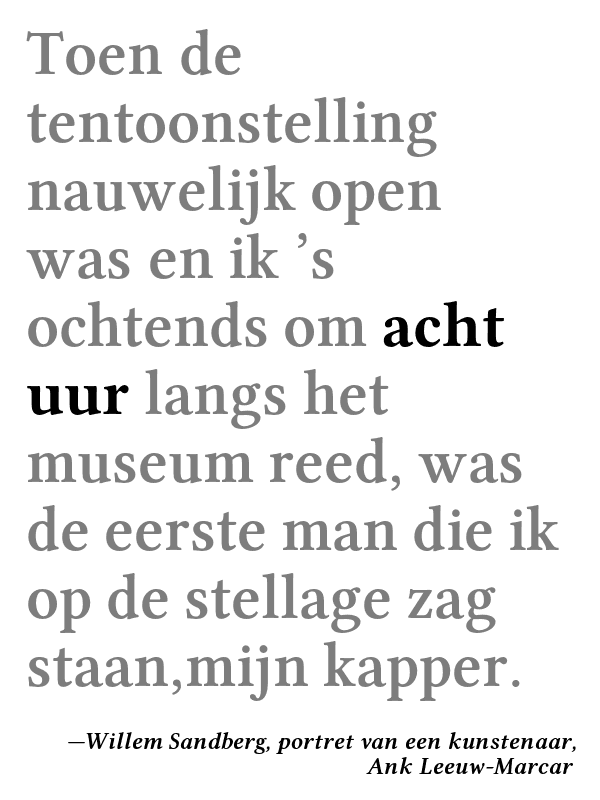 Toen de
tentoonstelling
nauwelijk open
was en ik ’s
ochtends om acht
uur langs het
museum reed, was
de eerste man die ik
op de stellage zag
staan,mijn kapper.
—Willem Sandberg, portret van een kunstenaar,
Ank Leeuw-Marcar